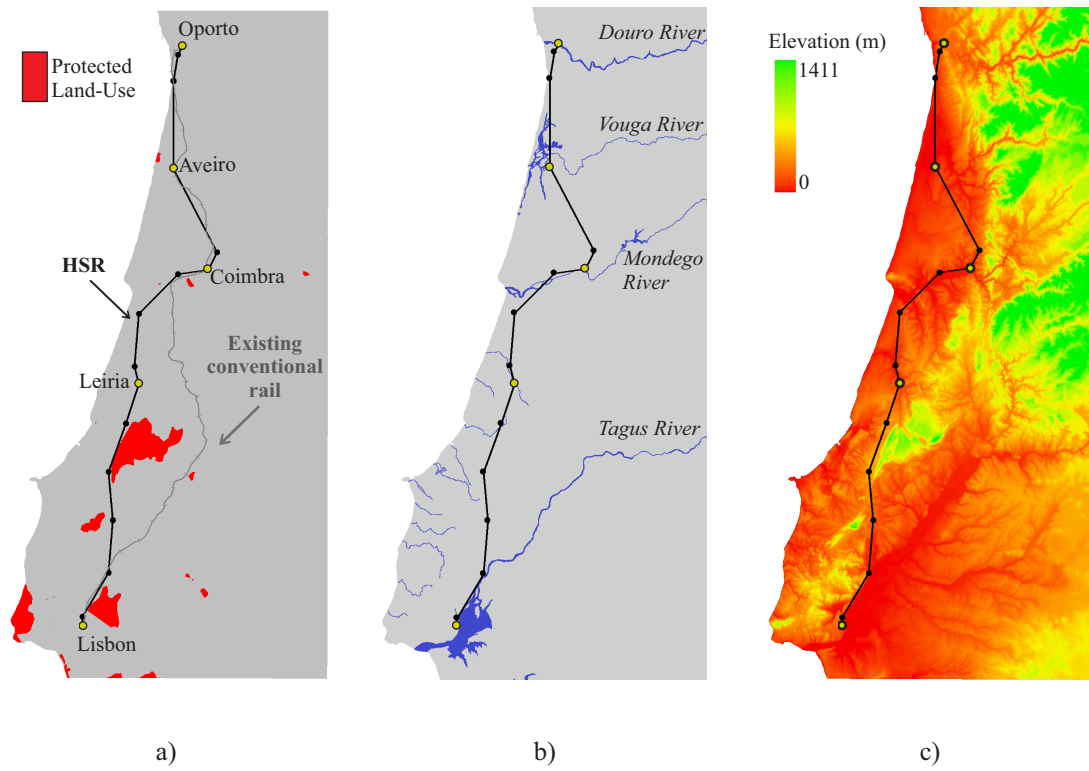 Oporto
Protected
Land-Use
Aveiro
HSR
Coimbra
Existing
conventional
rail
Leiria
Lisbon
a)
Douro River
Vouga River
Mondego
River
Tagus River
b)
Elevation (m)
1411
0
c)